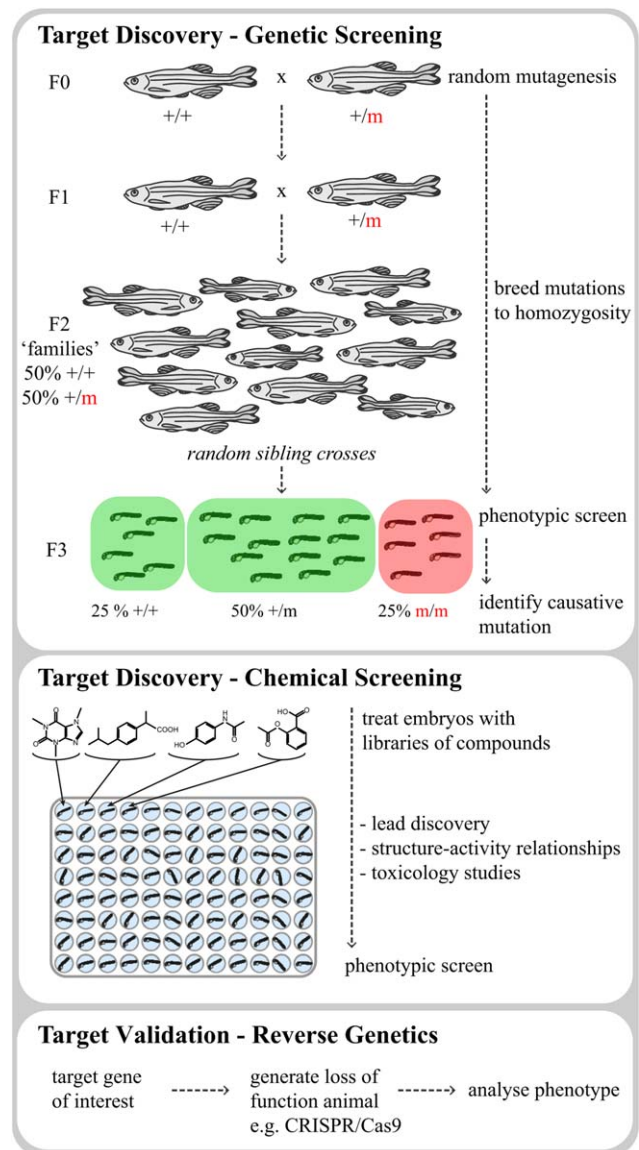 Target Discovery - Genetic Screening
F0
x
random mutagenesis
+/+
+/m
F1
x
+/+
+/m
breed mutations
to homozygosity
F2
‘families’
50% +/+
50% +/m
random sibling crosses
phenotypic screen
F3
25 % +/+
50% +/m
25% m/m
identify causative
mutation
Target Discovery - Chemical Screening
O
N
N
O
N
N
COOH
HO
H
N
O
O
O
O
OH
treat embryos with
libraries of compounds
- lead discovery
- structure-activity relationships
- toxicology studies
phenotypic screen
Target Validation - Reverse Genetics
target gene
of interest
generate loss of
function animal
e.g. CRISPR/Cas9
analyse phenotype